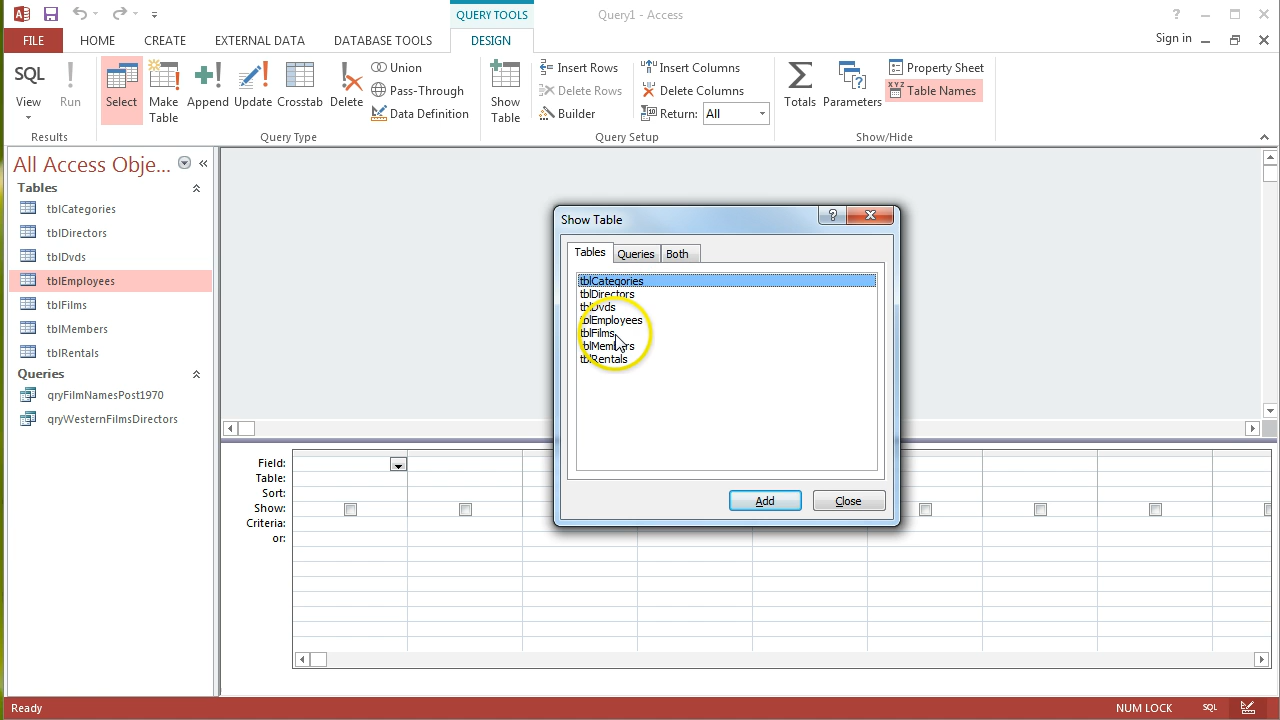 QUERY TOOLS
Query1 - Access
?
FILE
HOME
CREATE
EXTERNAL DATA
DATABASE TOOLS
DESIGN
Sign in
SQL
View
Run
Select
Make
Table
Append
Update
Crosstab
Delete
Union
Pass-Through
Data Definition
Show
Table
Insert Rows
Delete Rows
Builder
Insert Columns
Delete Columns
Return: All
Totals
Parameters
Property Sheet
XYZ
Table Names
Results
Query Type
Query Setup
Show/Hide
All Access Obje...
Tables
tblCategories
tblDirectors
tblDvds
tblEmployees
tblFilms
tblMembers
tblRentals
Queries
qryFilmNamesPost1970
qryWesternFilmsDirectors
Show Table
?
Tables Queries Both
tblCategories
tblDirectors
tblDvds
tblEmployees
tblFilms
tblMembers
tblRentals
Add Close
Field:
Table:
Sort:
Show:
Criteria:
or:
Ready
NUM LOCK
SQL